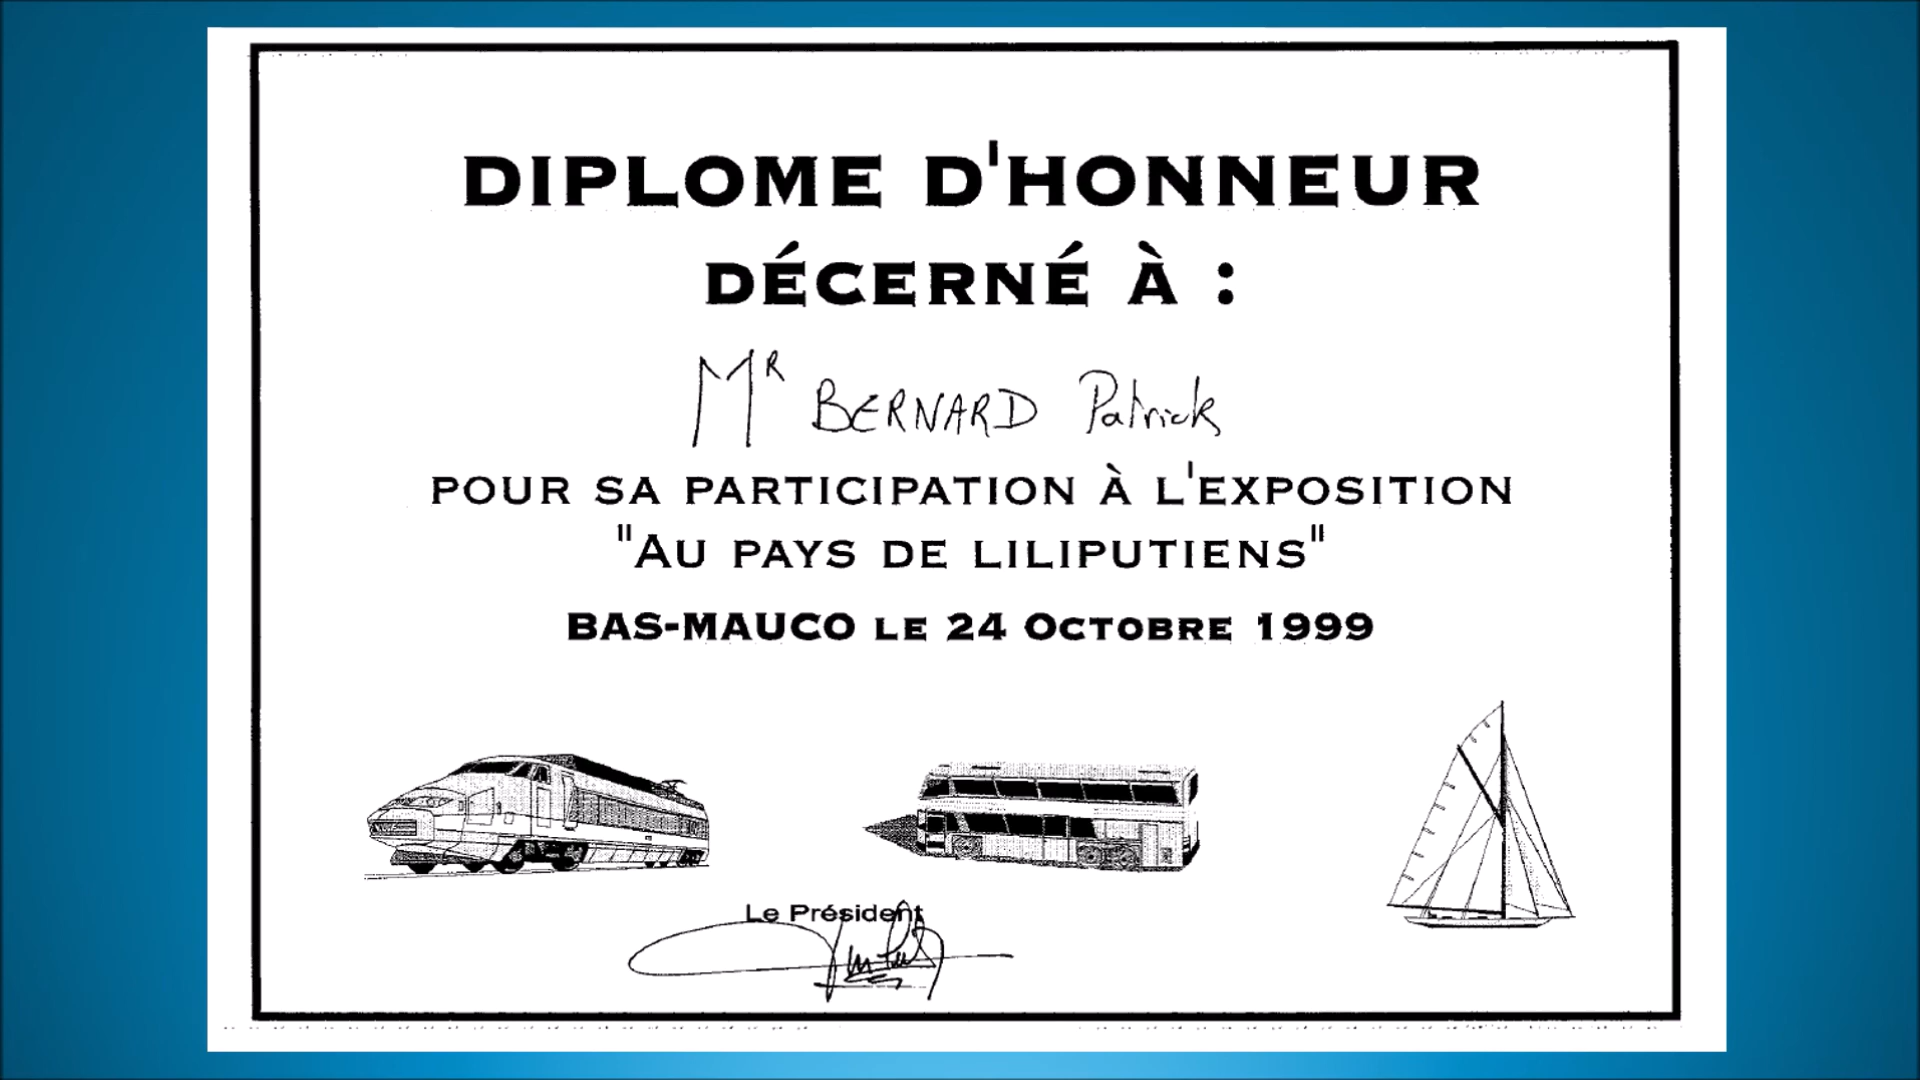 DIPLOME D'HONNEUR
DÉCERNÉ À :
MR BERNARD Patrick
POUR SA PARTICIPATION À L'EXPOSITION
"AU PAYS DE LILIPUTIENS"
BAS-MAUCO LE 24 OCTOBRE 1999
Le Président